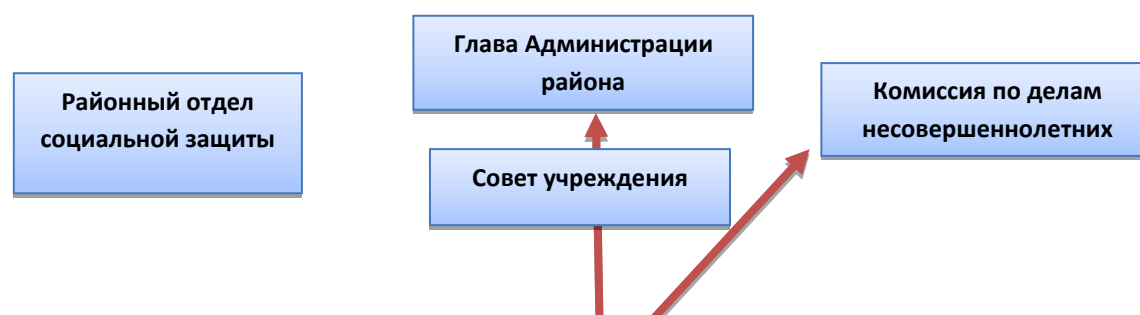 Глава Администрации
района
Районный отдел
социальной защиты
Комиссия по делам
несовершеннолетних
Совет учреждения